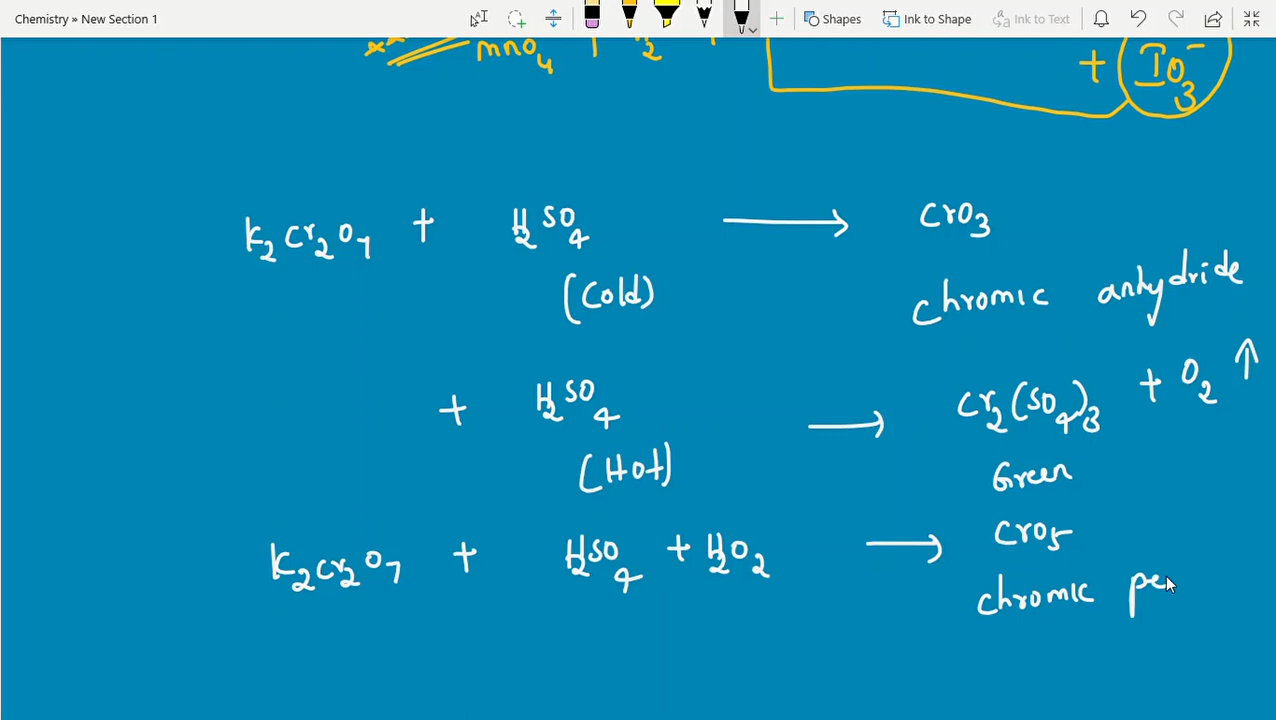 Chemistry » New Section 1
Shapes Ink to Shape Ink to Text
mnO4 + IO3-
K2Cr2O7 + H2SO4 → CrO3
(Cold) chromic anhydride
+ H2SO4 → Cr2(SO4)3 + O2 ↑
(Hot) Green
K2Cr2O7 + H2SO4 + H2O2 → CrO5
chromic pe